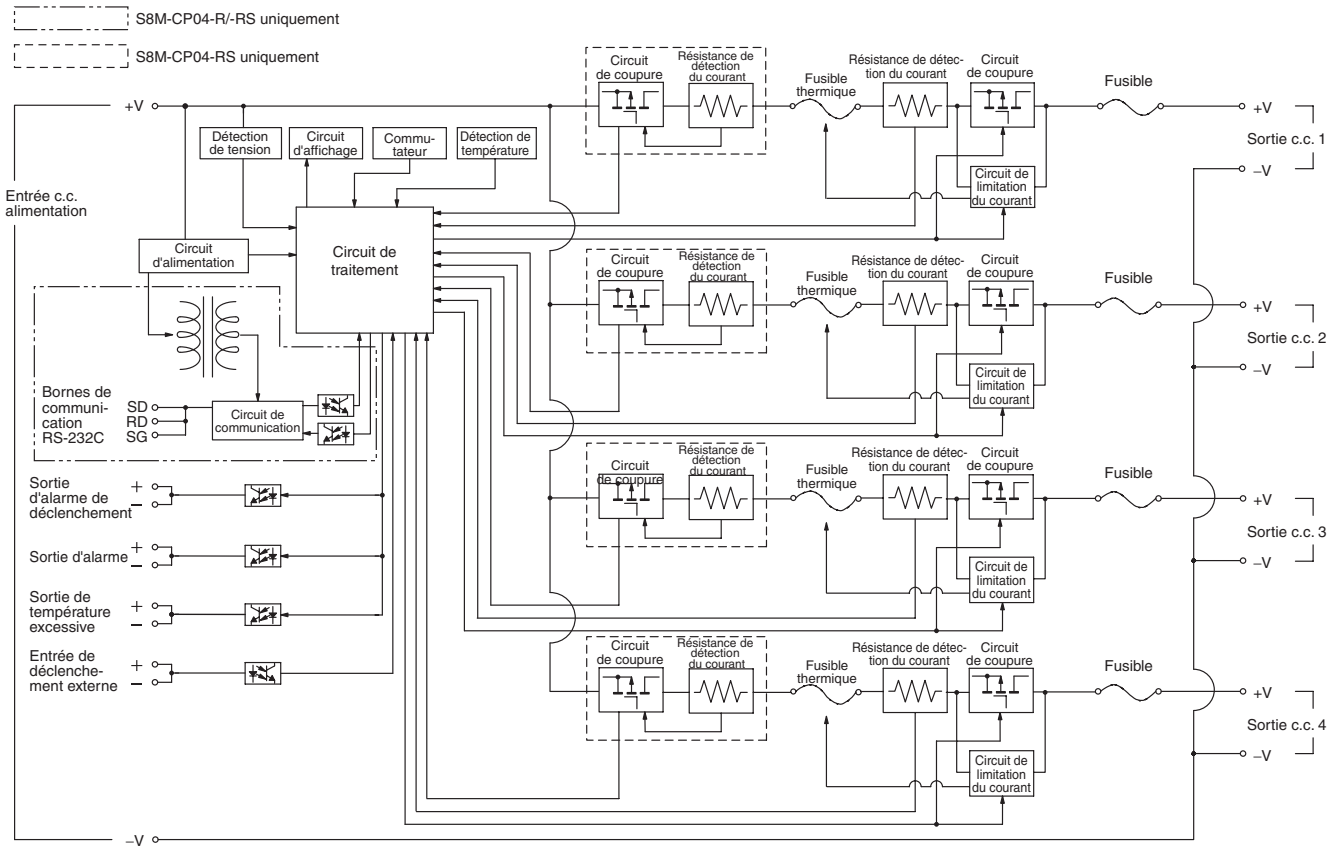 S8M-CP04-R/-RS uniquement
S8M-CP04-RS uniquement
+V
Entrée c.c.
alimentation
Détection
de tension
Circuit
d'affichage
Commu-
tateur
Détection de
température
Circuit
d'alimentation
Circuit de
traitement
Bornes de
communi-
cation
RS-232C
SD
RD
SG
Circuit de
communication
Sortie
d'alarme de
déclenchement
+
−
Sortie d'alarme
+
−
Sortie de
température
excessive
+
−
Entrée de
déclenche-
ment externe
+
−
−V
Circuit
de coupure
Résistance de
détection
du courant
Fusible
thermique
Résistance de détec-
tion du courant
Circuit
de coupure
Circuit de
limitation
du courant
Fusible
+V
Sortie c.c. 1
−V
Circuit
de coupure
Résistance de
détection
du courant
Fusible
thermique
Résistance de détec-
tion du courant
Circuit
de coupure
Circuit de
limitation
du courant
Fusible
+V
Sortie c.c. 2
−V
Circuit
de coupure
Résistance de
détection
du courant
Fusible
thermique
Résistance de détec-
tion du courant
Circuit
de coupure
Circuit de
limitation
du courant
Fusible
+V
Sortie c.c. 3
−V
Circuit
de coupure
Résistance de
détection
du courant
Fusible
thermique
Résistance de détec-
tion du courant
Circuit
de coupure
Circuit de
limitation
du courant
Fusible
+V
Sortie c.c. 4
−V